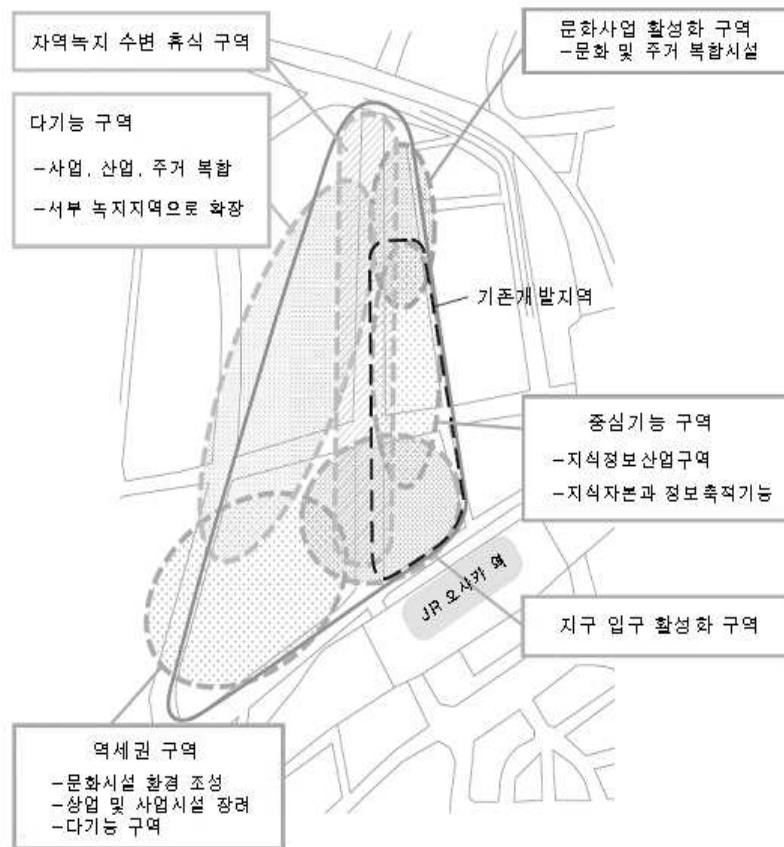 자역녹지 수변 휴식 구역
문화사업 활성화 구역
-문화 및 주거 복합시설
다기능 구역
-사업, 산업, 주거 복합
-서부 녹지지역으로 확장
기존개발지역
중심기능 구역
-지식정보산업구역
-지식자본과 정보축적기능
JR 오사카 역
지구 입구 활성화 구역
역세권 구역
-문화시설 환경 조성
-상업 및 사업시설 장려
-다기능 구역